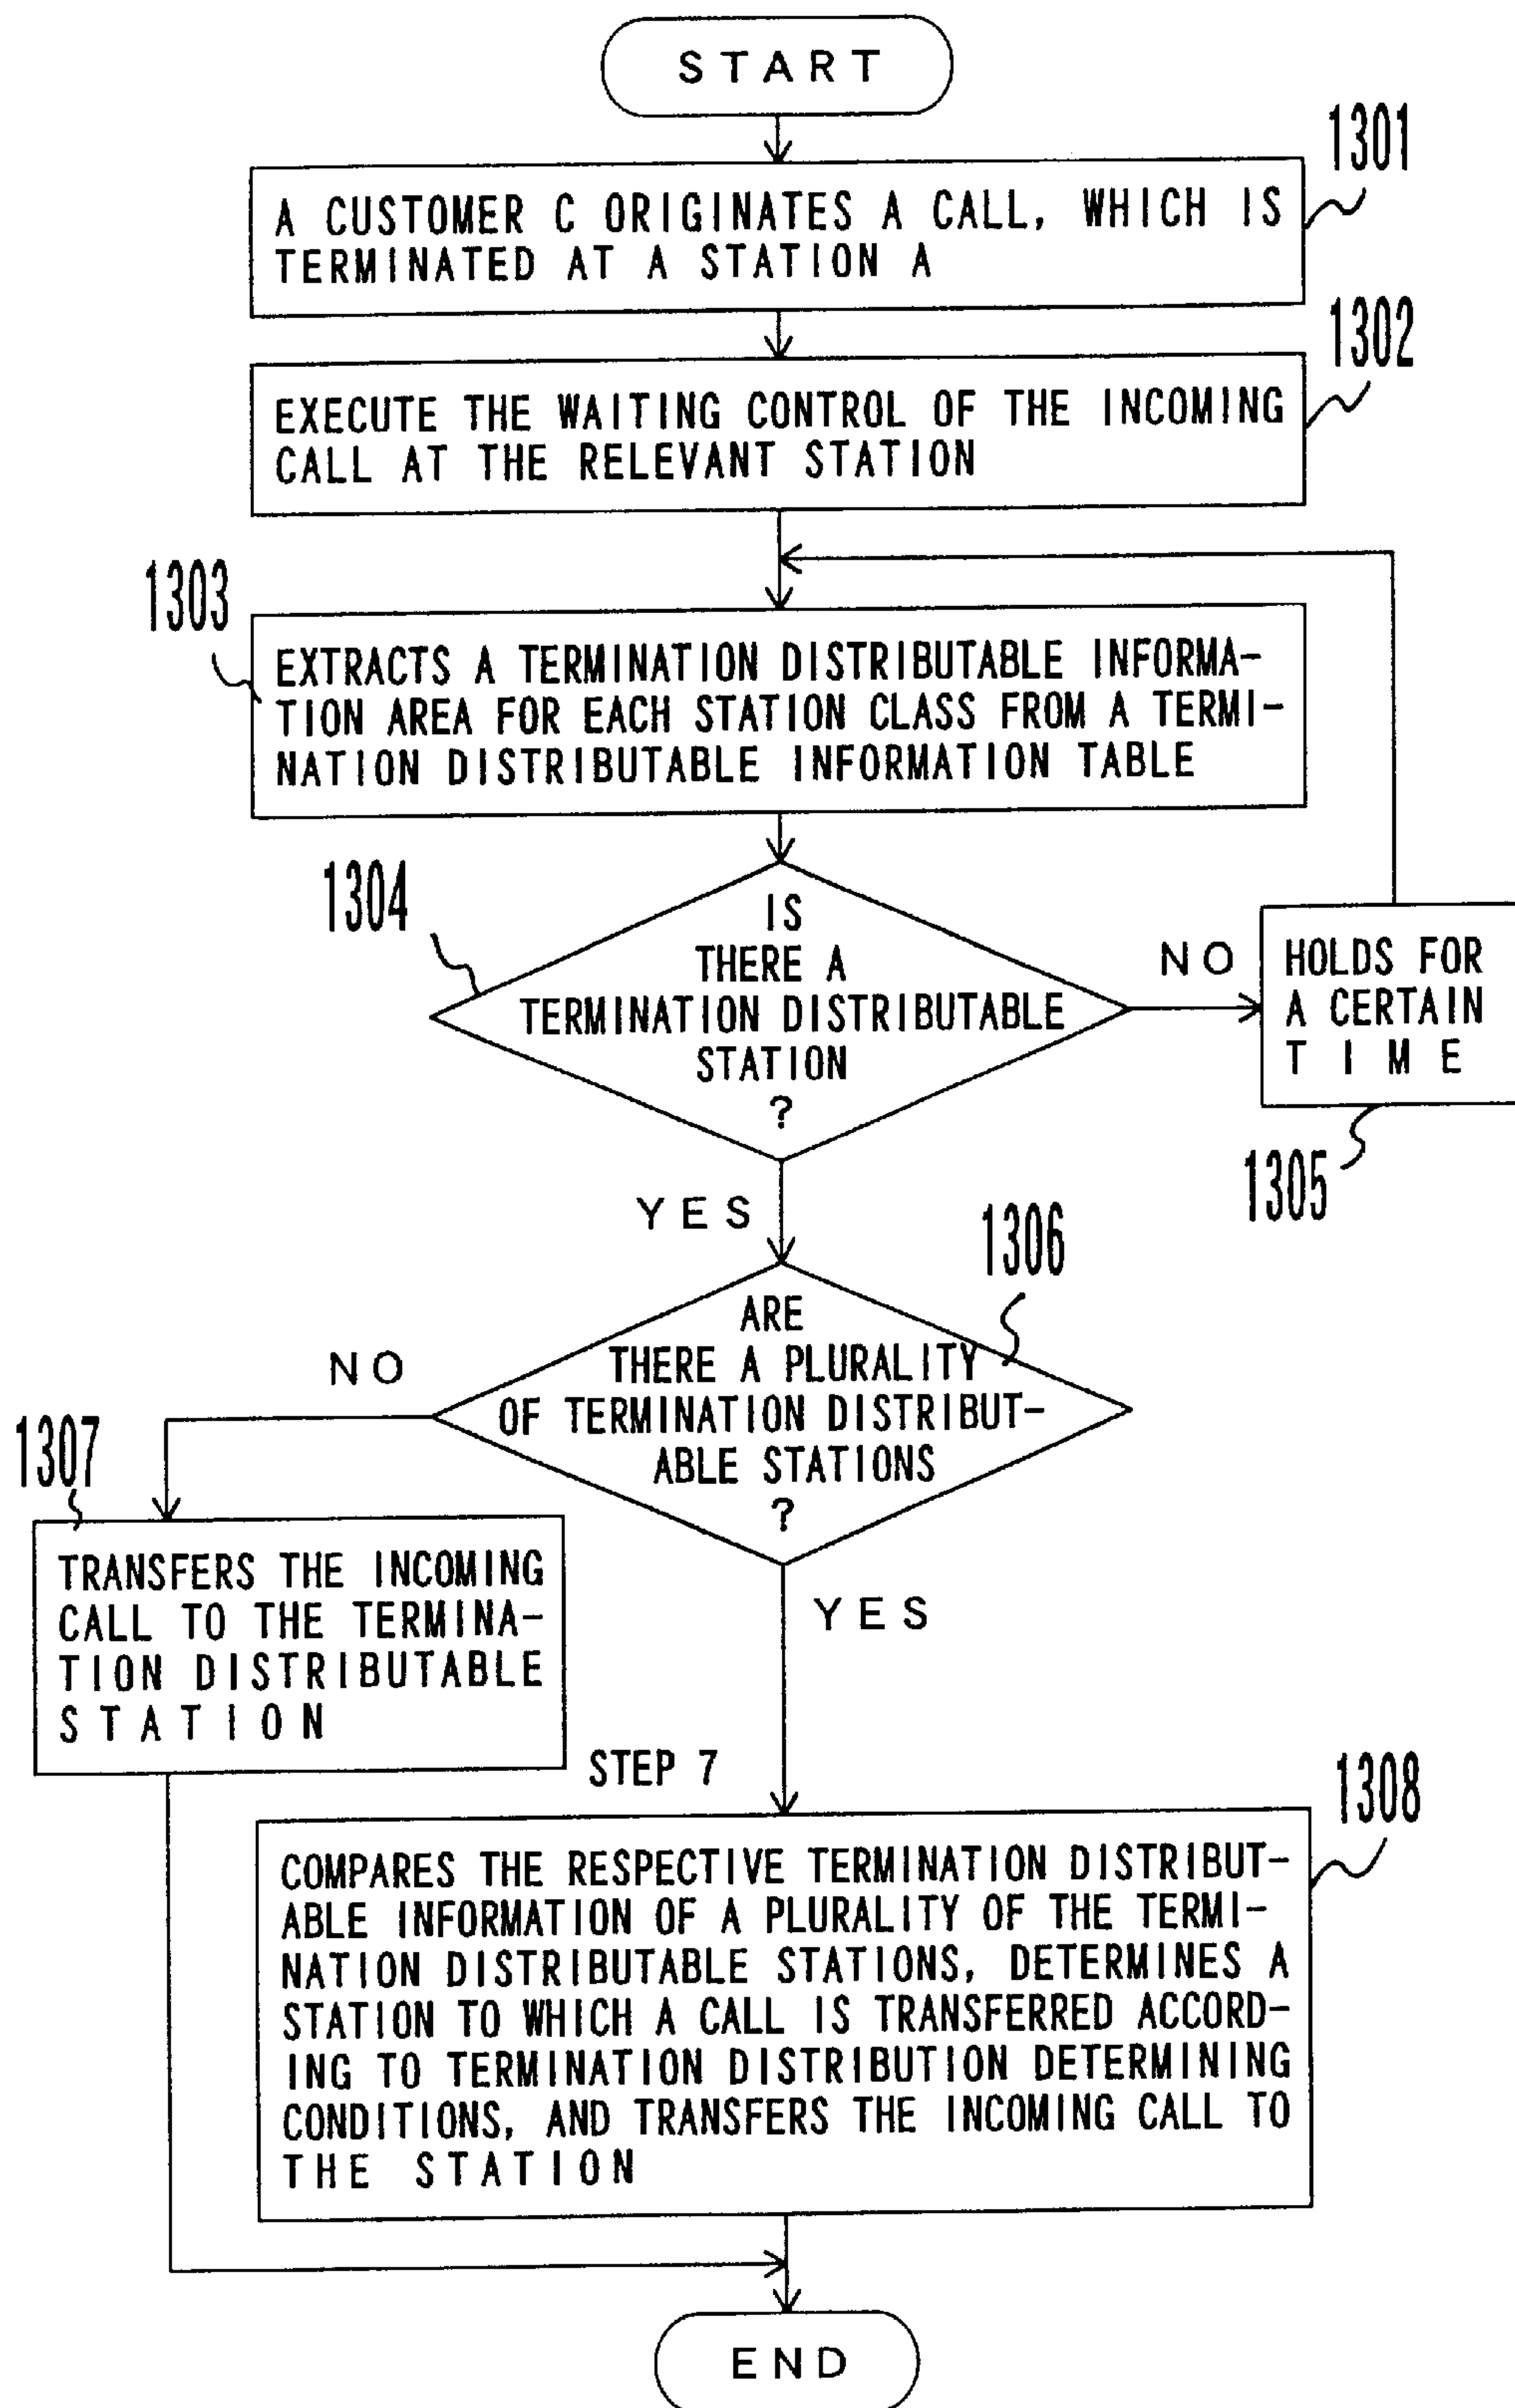 START
1301
A CUSTOMER C ORIGINATES A CALL, WHICH IS
TERMINATED AT A STATION A
1302
EXECUTE THE WAITING CONTROL OF THE INCOMING
CALL AT THE RELEVANT STATION
1303
EXTRACTS A TERMINATION DISTRIBUTABLE INFORMA-
TION AREA FOR EACH STATION CLASS FROM A TERMI-
NATION DISTRIBUTABLE INFORMATION TABLE
1304
IS
THERE A
TERMINATION DISTRIBUTABLE
STATION
?
NO
HOLDS FOR
A CERTAIN
TIME
1305
YES
1306
ARE
THERE A PLURALITY
OF TERMINATION DISTRIBUT-
ABLE STATIONS
?
NO
1307
TRANSFERS THE INCOMING
CALL TO THE TERMINA-
TION DISTRIBUTABLE
STATION
YES
STEP 7
1308
COMPARES THE RESPECTIVE TERMINATION DISTRIBUT-
ABLE INFORMATION OF A PLURALITY OF THE TERMI-
NATION DISTRIBUTABLE STATIONS, DETERMINES A
STATION TO WHICH A CALL IS TRANSFERRED ACCORD-
ING TO TERMINATION DISTRIBUTION DETERMINING
CONDITIONS, AND TRANSFERS THE INCOMING CALL TO
THE STATION
END